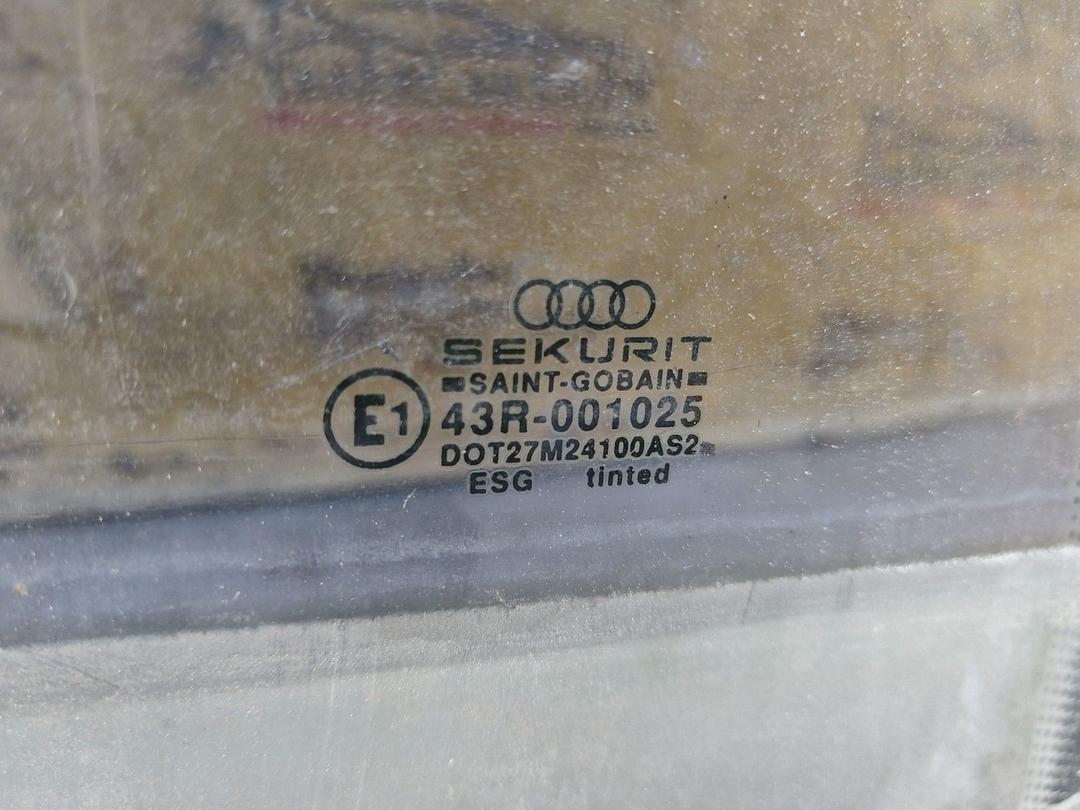 SEKURIT
SAINT-GOBAIN
E1 43R-001025
DOT27M24100AS2
ESG tinted